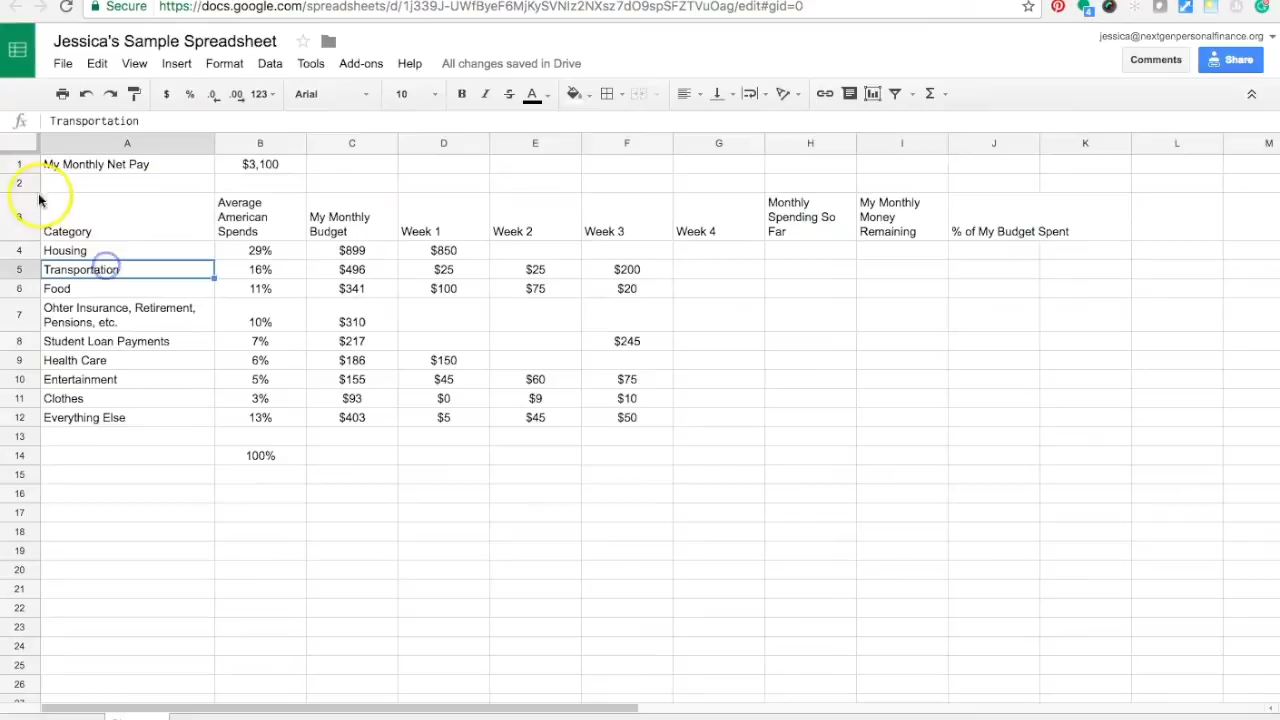 Secure https://docs.google.com/spreadsheets/d/1j339J-UWfByeF6MjKySVNIz2NXsz7dO9spSFZTVuOag/edit#gid=0
Jessica's Sample Spreadsheet
jessica@nextgenpersonalfinance.org
File Edit View Insert Format Data Tools Add-ons Help All changes saved in Drive
Comments Share
$ % .0 .00 123 Arial 10 B I S A Σ
fx Transportation
A B C D E F G H I J K L M
1 My Monthly Net Pay $3,100
2
3 Category Average American Spends My Monthly Budget Week 1 Week 2 Week 3 Week 4 Monthly Spending So Far My Monthly Money Remaining % of My Budget Spent
4 Housing 29% $899 $850
5 Transportation 16% $496 $25 $25 $200
6 Food 11% $341 $100 $75 $20
7 Ohter Insurance, Retirement, Pensions, etc. 10% $310
8 Student Loan Payments 7% $217 $245
9 Health Care 6% $186 $150
10 Entertainment 5% $155 $45 $60 $75
11 Clothes 3% $93 $0 $9 $10
12 Everything Else 13% $403 $5 $45 $50
13
14 100%
15
16
17
18
19
20
21
22
23
24
25
26